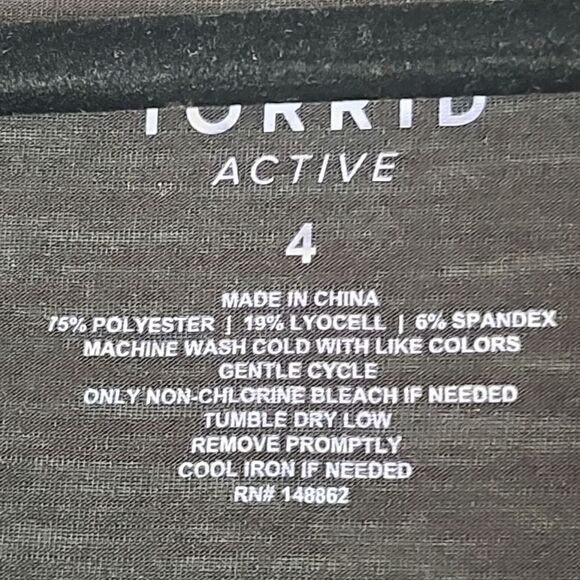 TORRID
ACTIVE
4
MADE IN CHINA
75% POLYESTER | 19% LYOCELL | 6% SPANDEX
MACHINE WASH COLD WITH LIKE COLORS
GENTLE CYCLE
ONLY NON-CHLORINE BLEACH IF NEEDED
TUMBLE DRY LOW
REMOVE PROMPTLY
COOL IRON IF NEEDED
RN# 148862